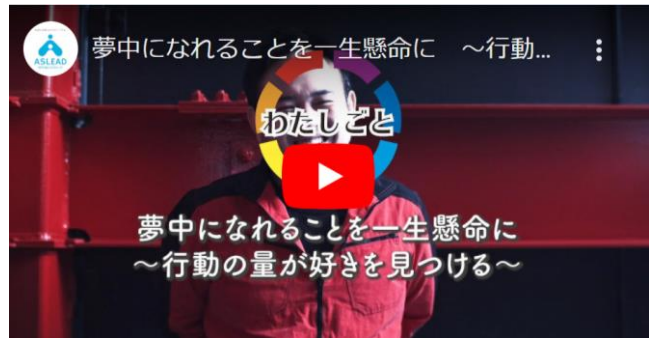 ASLEAD
夢中になれることを一生懸命に　～行動...
わたしごと
夢中になれることを一生懸命に
～行動の量が好きを見つける～